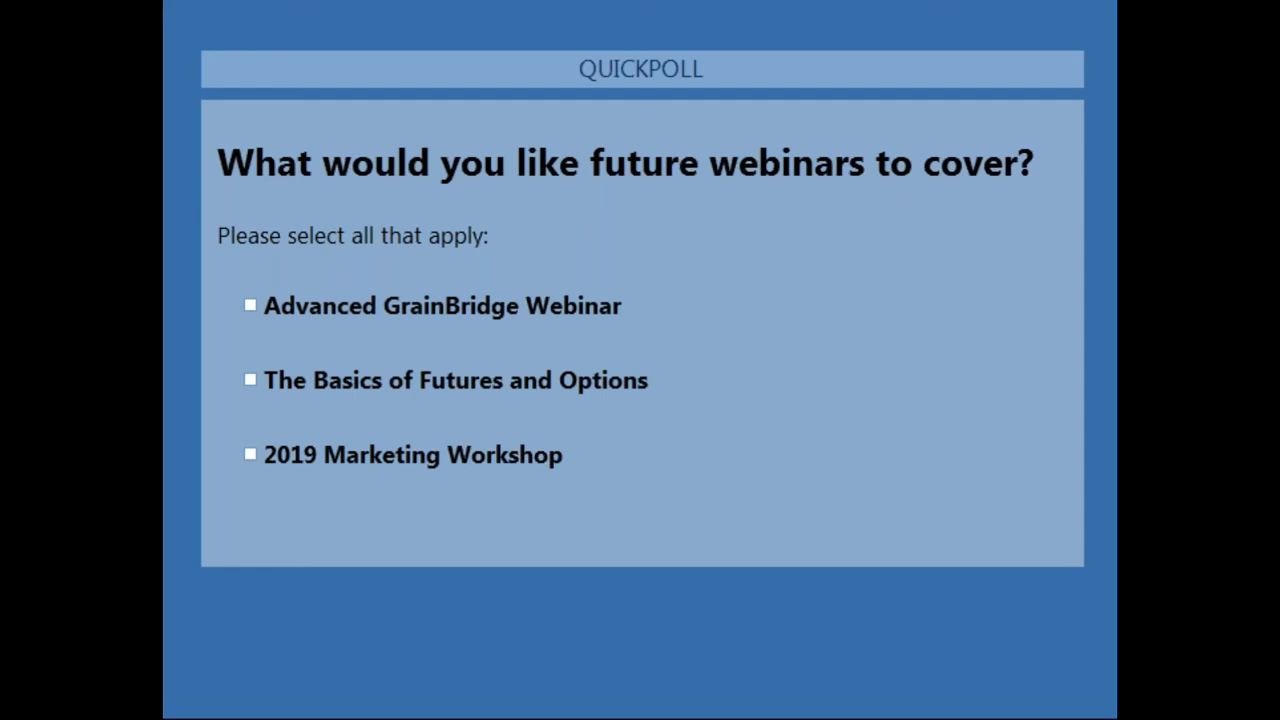 QUICKPOLL
What would you like future webinars to cover?
Please select all that apply:
Advanced GrainBridge Webinar
The Basics of Futures and Options
2019 Marketing Workshop